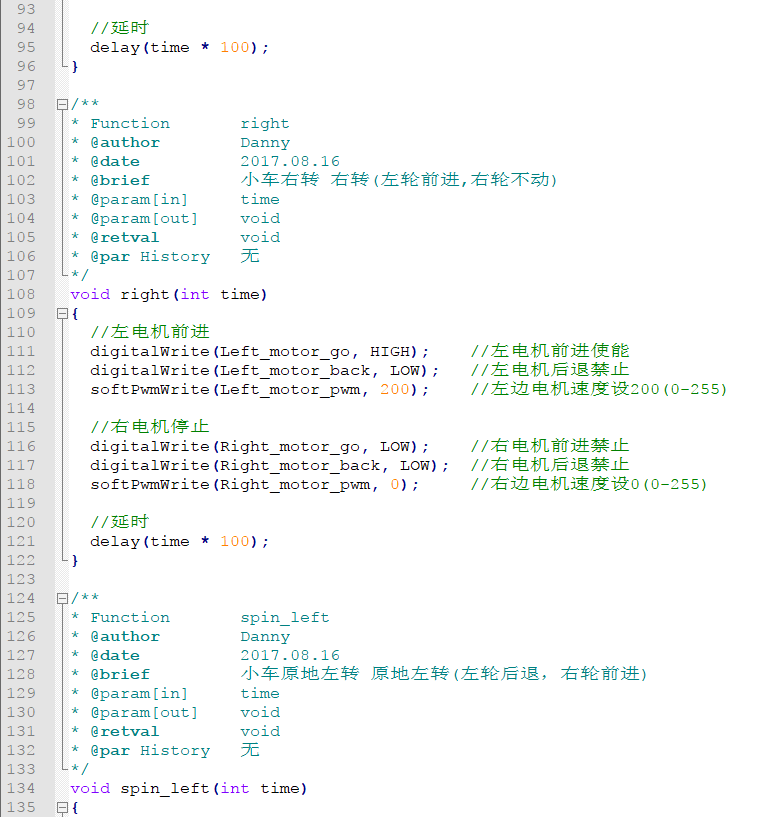 93
94 //延时
95 delay(time * 100);
96 }
97
98 /**
99 * Function right
100 * @author Danny
101 * @date 2017.08.16
102 * @brief 小车右转 右转(左轮前进,右轮不动)
103 * @param[in] time
104 * @param[out] void
105 * @retval void
106 * @par History 无
107 */
108 void right(int time)
109 {
110 //左电机前进
111 digitalWrite(Left_motor_go, HIGH); //左电机前进使能
112 digitalWrite(Left_motor_back, LOW); //左电机后退禁止
113 softPwmWrite(Left_motor_pwm, 200); //左边电机速度设200(0-255)
114
115 //右电机停止
116 digitalWrite(Right_motor_go, LOW); //右电机前进禁止
117 digitalWrite(Right_motor_back, LOW); //右电机后退禁止
118 softPwmWrite(Right_motor_pwm, 0); //右边电机速度设0(0-255)
119
120 //延时
121 delay(time * 100);
122 }
123
124 /**
125 * Function spin_left
126 * @author Danny
127 * @date 2017.08.16
128 * @brief 小车原地左转 原地左转(左轮后退，右轮前进)
129 * @param[in] time
130 * @param[out] void
131 * @retval void
132 * @par History 无
133 */
134 void spin_left(int time)
135 {